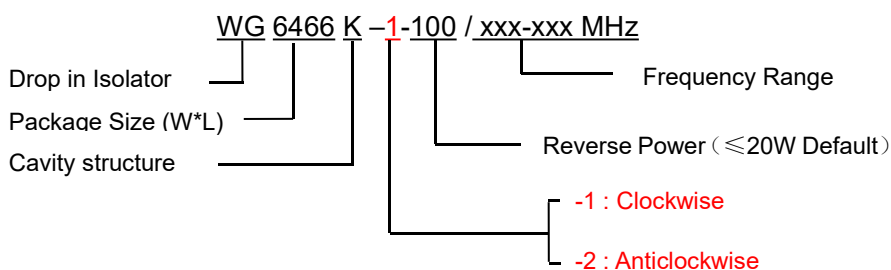 WG 6466 K –1-100 / xxx-xxx MHz
Drop in Isolator
Frequency Range
Package Size (W*L)
Reverse Power（≤20W Default）
Cavity structure
-1 : Clockwise
-2 : Anticlockwise